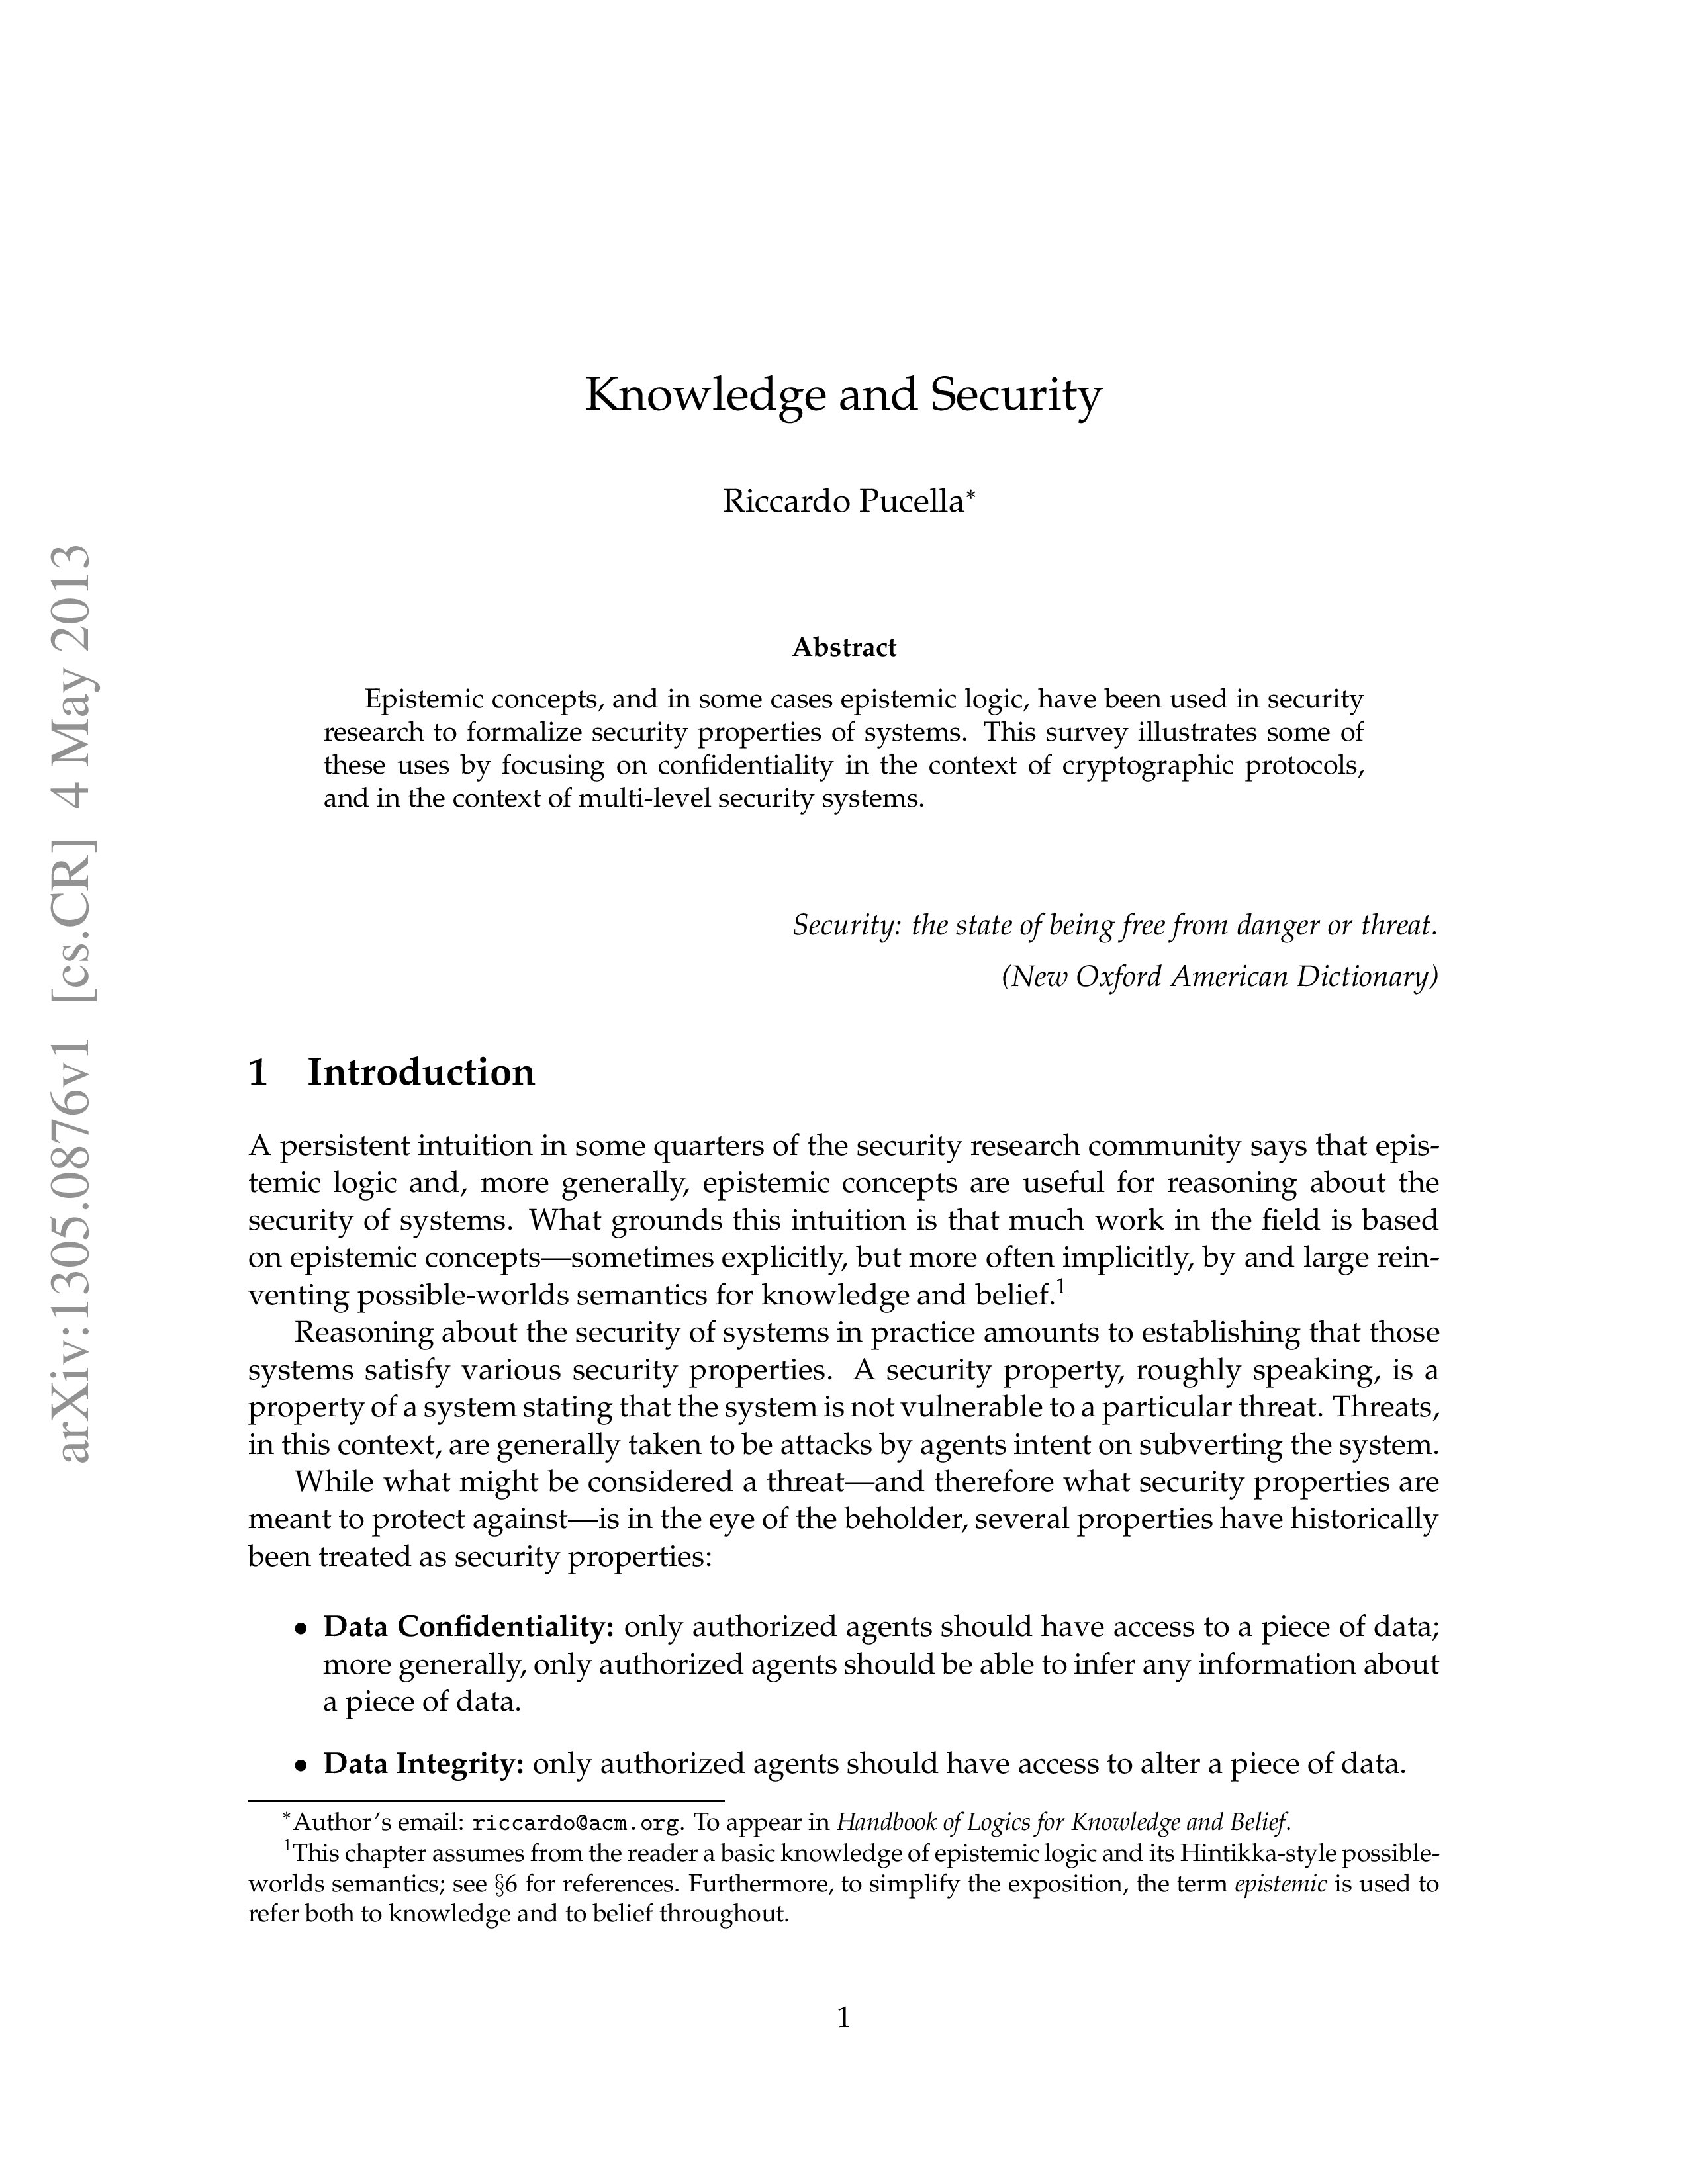 Knowledge and Security
Riccardo Pucella*
Abstract
Epistemic concepts, and in some cases epistemic logic, have been used in security
research to formalize security properties of systems. This survey illustrates some of
these uses by focusing on confidentiality in the context of cryptographic protocols,
and in the context of multi-level security systems.
Security: the state of being free from danger or threat.
(New Oxford American Dictionary)
1 Introduction
A persistent intuition in some quarters of the security research community says that epis-
temic logic and, more generally, epistemic concepts are useful for reasoning about the
security of systems. What grounds this intuition is that much work in the field is based
on epistemic concepts—sometimes explicitly, but more often implicitly, by and large rein-
venting possible-worlds semantics for knowledge and belief.¹
Reasoning about the security of systems in practice amounts to establishing that those
systems satisfy various security properties. A security property, roughly speaking, is a
property of a system stating that the system is not vulnerable to a particular threat. Threats,
in this context, are generally taken to be attacks by agents intent on subverting the system.
While what might be considered a threat—and therefore what security properties are
meant to protect against—is in the eye of the beholder, several properties have historically
been treated as security properties:
• Data Confidentiality: only authorized agents should have access to a piece of data;
more generally, only authorized agents should be able to infer any information about
a piece of data.
• Data Integrity: only authorized agents should have access to alter a piece of data.
*Author's email: riccardo@acm.org. To appear in Handbook of Logics for Knowledge and Belief.
¹This chapter assumes from the reader a basic knowledge of epistemic logic and its Hintikka-style possible-
worlds semantics; see §6 for references. Furthermore, to simplify the exposition, the term epistemic is used to
refer both to knowledge and to belief throughout.
1
arXiv:1305.0876v1 [cs.CR] 4 May 2013